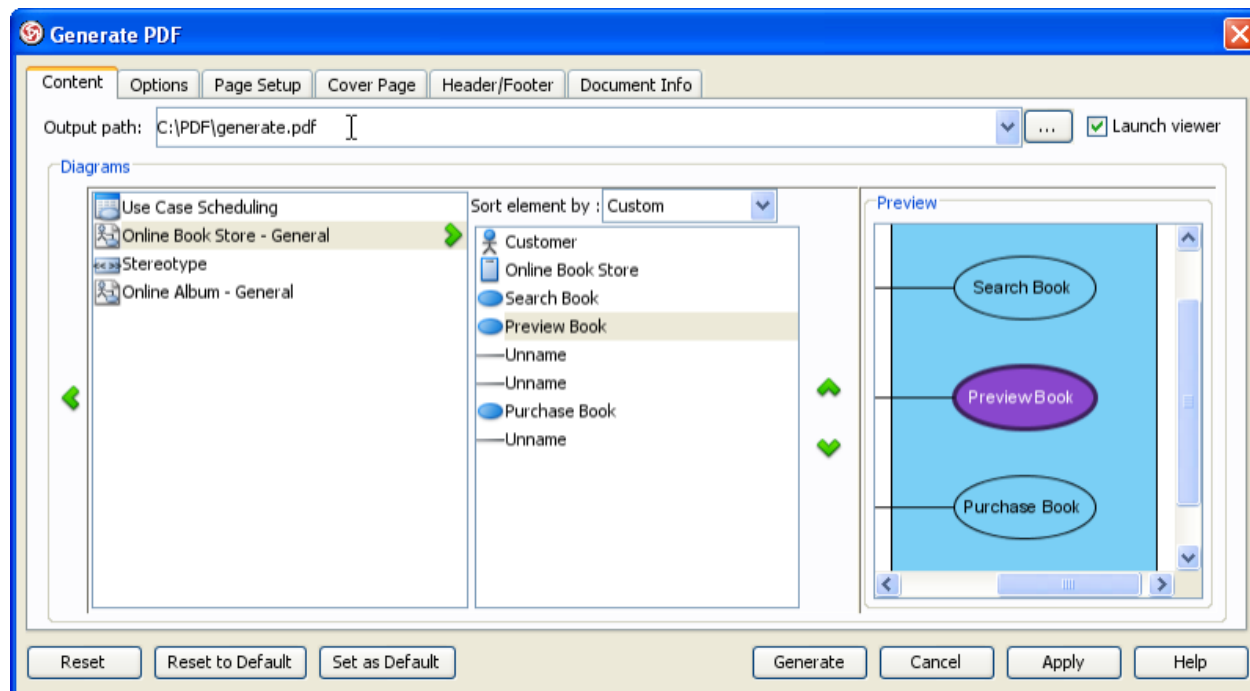 Generate PDF
Content Options Page Setup Cover Page Header/Footer Document Info
Output path: C:\PDF\generate.pdf ... Launch viewer
Diagrams
Use Case Scheduling
Online Book Store - General
<<>>Stereotype
Online Album - General
Sort element by : Custom
Customer
Online Book Store
Search Book
Preview Book
Unname
Unname
Purchase Book
Unname
Preview
Search Book
Preview Book
Purchase Book
Reset Reset to Default Set as Default Generate Cancel Apply Help